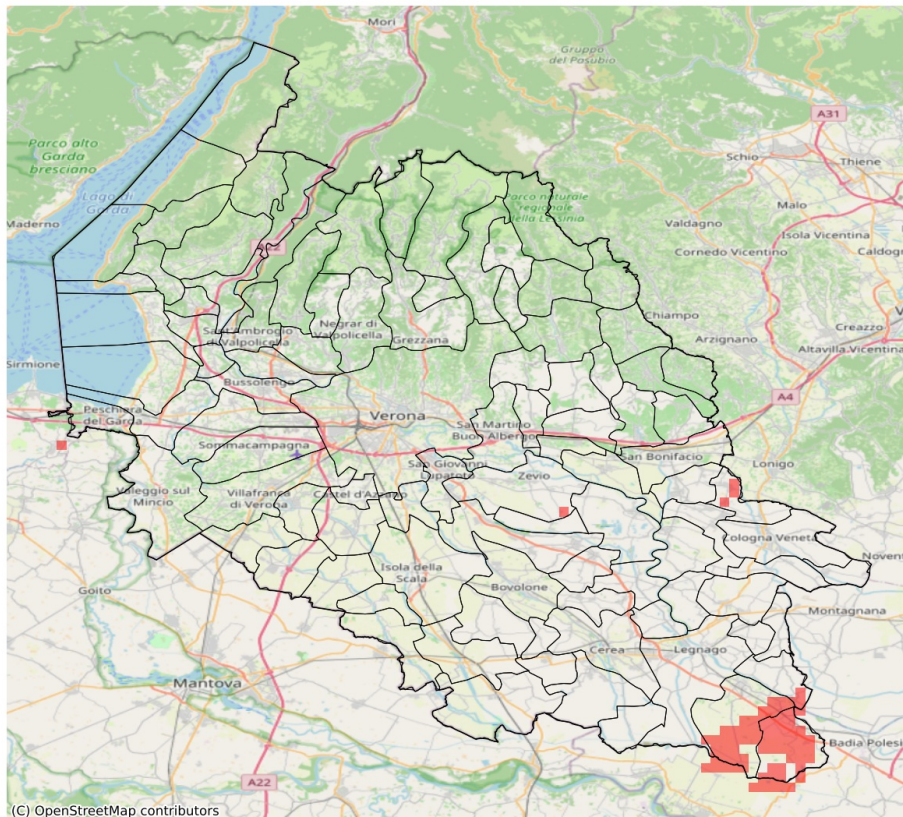 Mori
Gruppo
del Pasubio
A31
Parco alto
Garda
bresciano
Schio
Thiene
Lago di
Garda
Parco naturale
regionale
della Lessinia
Malo
Maderno
Valdagno
Isola Vicentina
A22
Cornedo Vicentino
Caldogn
Chiampo
Sant'Ambrogio
di Valpolicella
Negrar di
Valpolicella
Grezzana
Arzignano
Creazzo
Altavilla Vicentina
Sirmione
Bussolengo
A4
Peschiera
del Garda
Verona
San Martino
Buon Albergo
Sommacampagna
San Giovanni
Lupatoto
Zevio
San Bonifacio
Lonigo
Valeggio sul
Mincio
Villafranca
di Verona
Castel d'Azzano
Cologna Veneta
Isola della
Scala
Bovolone
Goito
Montagnana
Cerea
Legnago
Mantova
Badia Polesi
A22
(C) OpenStreetMap contributors